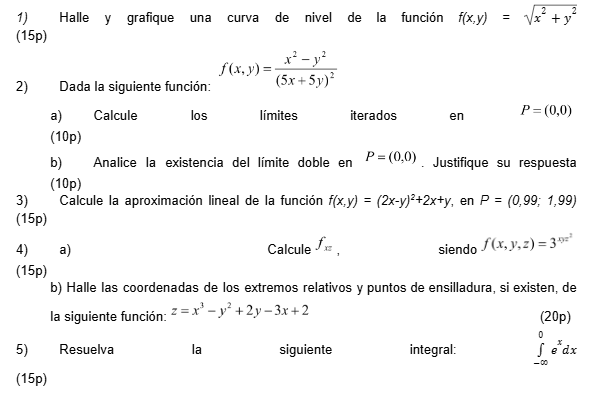 1) Halle y grafique una curva de nivel de la función f(x,y) = √(x² + y²)
(15p)
2) Dada la siguiente función: f(x, y) = (x² − y²)/(5x + 5y)²
a) Calcule los límites iterados en P = (0,0)
(10p)
b) Analice la existencia del límite doble en P = (0,0) . Justifique su respuesta
(10p)
3) Calcule la aproximación lineal de la función f(x,y) = (2x-y)²+2x+y, en P = (0,99; 1,99)
(15p)
4) a) Calcule f_xz , siendo f(x, y, z) = 3^(xyz²)
(15p)
b) Halle las coordenadas de los extremos relativos y puntos de ensilladura, si existen, de
la siguiente función: z = x³ − y² + 2y − 3x + 2 (20p)
5) Resuelva la siguiente integral: ∫_{−∞}^{0} eˣdx
(15p)